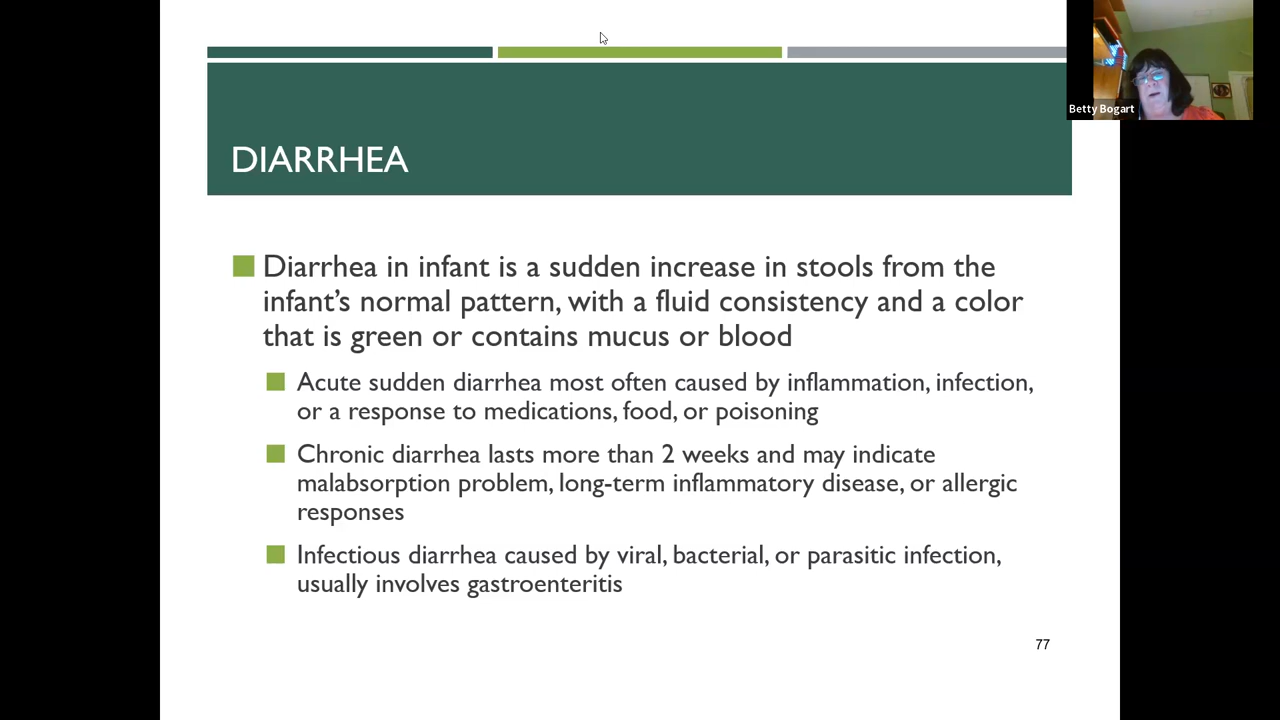 Betty Bogart
DIARRHEA
Diarrhea in infant is a sudden increase in stools from the
infant’s normal pattern, with a fluid consistency and a color
that is green or contains mucus or blood
Acute sudden diarrhea most often caused by inflammation, infection,
or a response to medications, food, or poisoning
Chronic diarrhea lasts more than 2 weeks and may indicate
malabsorption problem, long-term inflammatory disease, or allergic
responses
Infectious diarrhea caused by viral, bacterial, or parasitic infection,
usually involves gastroenteritis
77